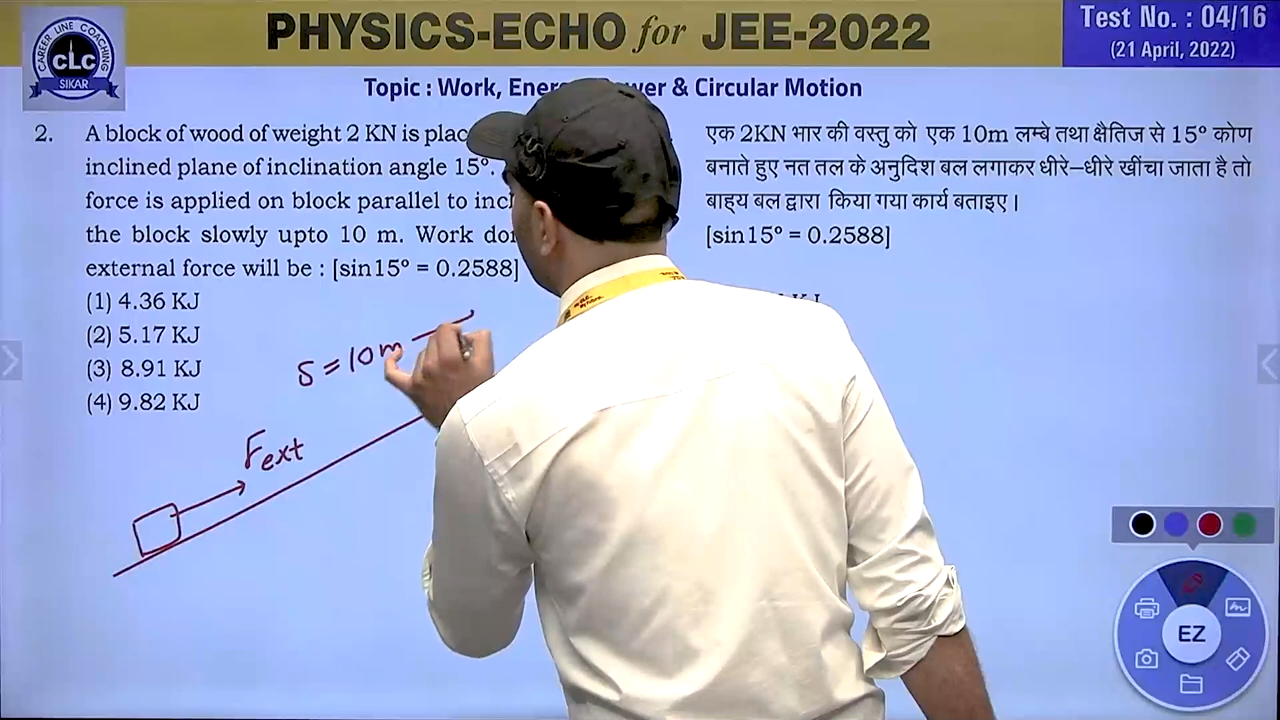 PHYSICS-ECHO for JEE-2022
Test No. : 04/16
(21 April, 2022)
CAREER LINE COACHING
CLC
SIKAR
Topic : Work, Energy, Power & Circular Motion
2. A block of wood of weight 2 KN is
inclined plane of inclination angle 15°.
force is applied on block parallel to
the block slowly upto 10 m. Work
external force will be : [sin15° = 0.2588]
(1) 4.36 KJ
(2) 5.17 KJ
(3) 8.91 KJ
(4) 9.82 KJ
एक 2KN भार की वस्तु को एक 10m लम्बे तथा क्षैतिज से 15° कोण
बनाते हुए नत तल के अनुदिश बल लगाकर धीरे–धीरे खींचा जाता है तो
बाह्य बल द्वारा किया गया कार्य बताइए।
[sin15° = 0.2588]
KJ
S = 10m
Fext
EZ